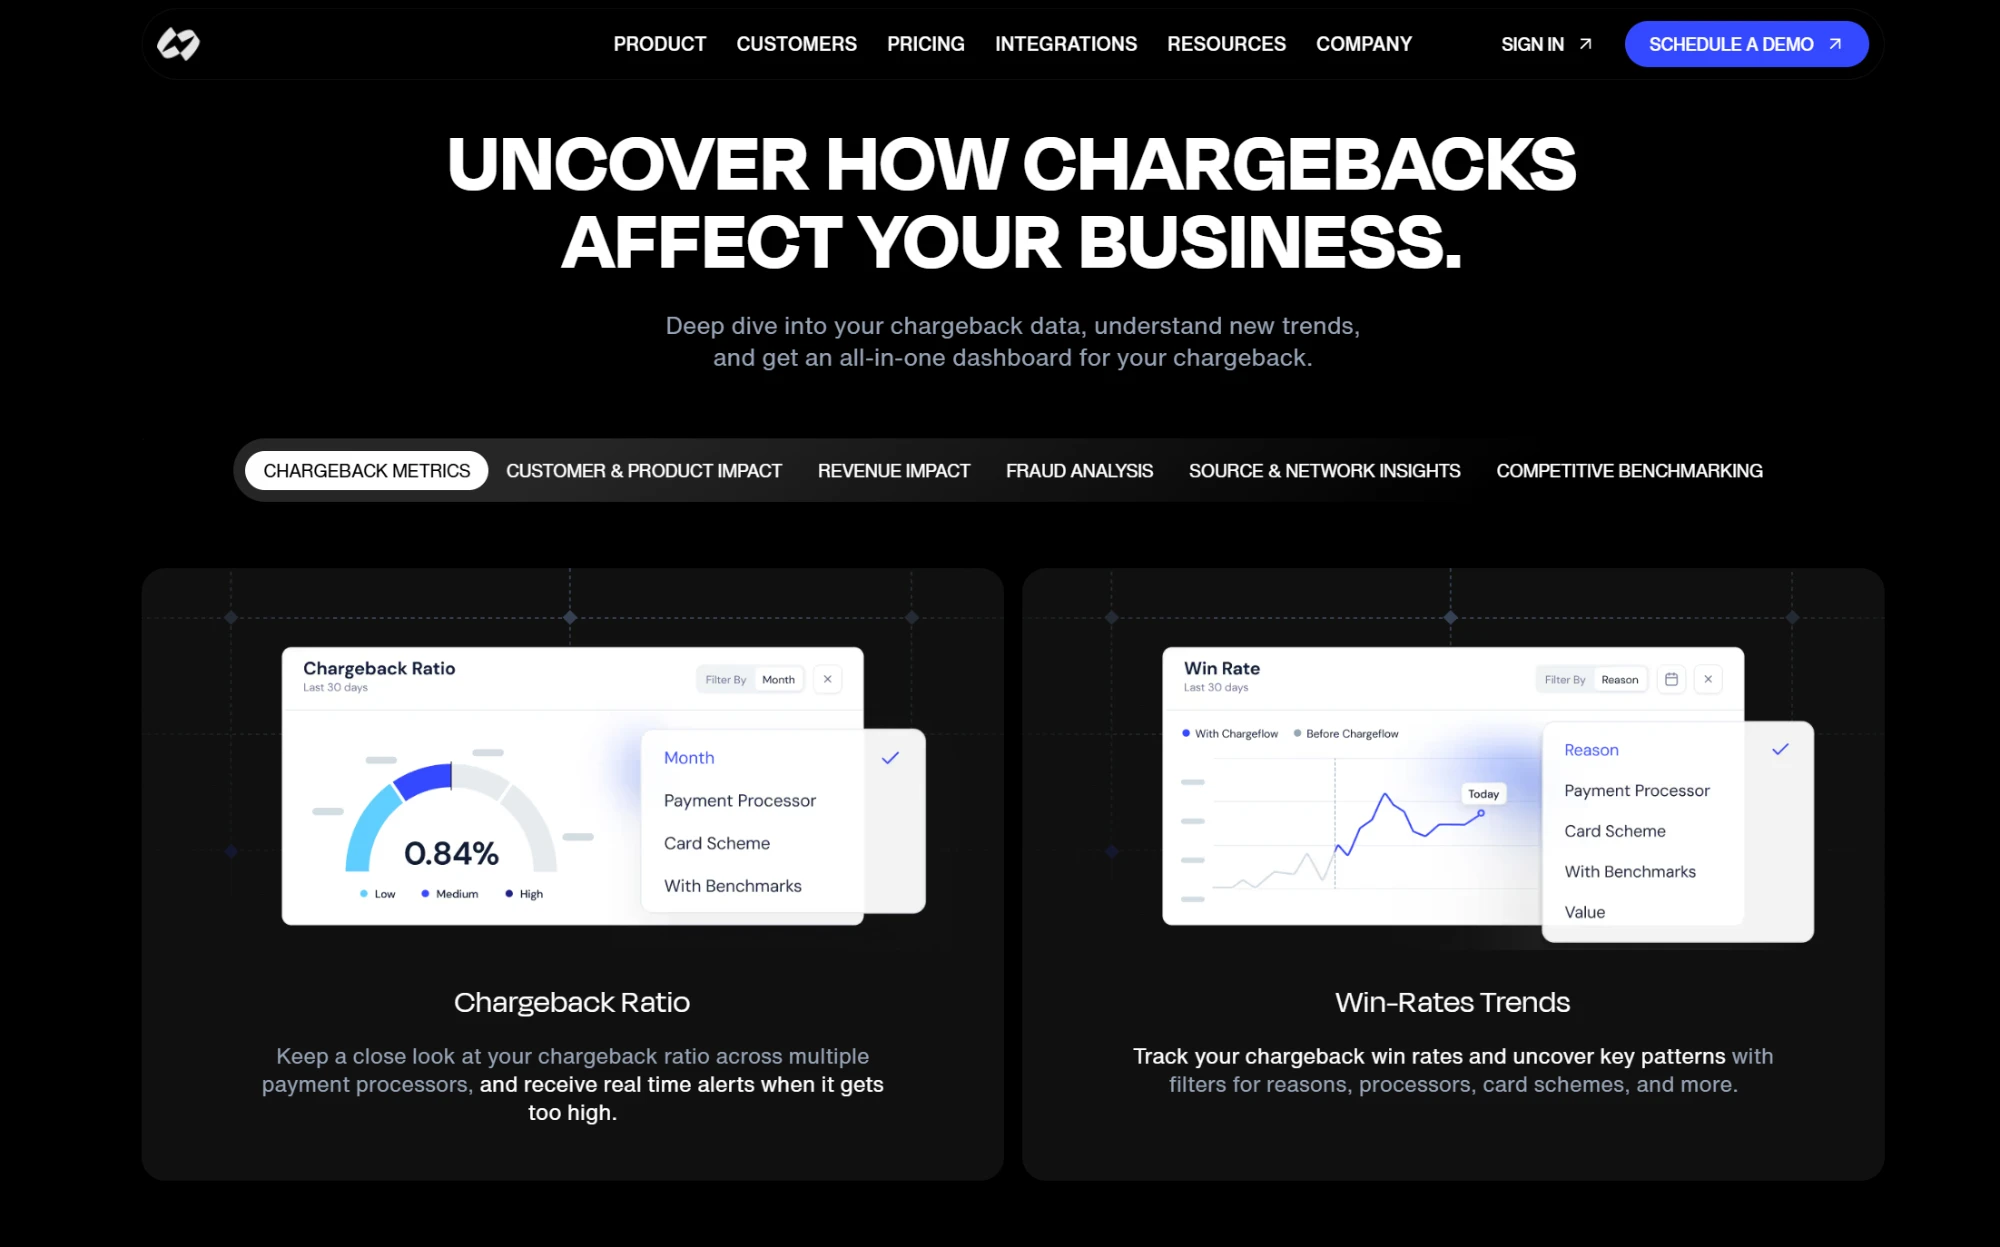 PRODUCT CUSTOMERS PRICING INTEGRATIONS RESOURCES COMPANY SIGN IN SCHEDULE A DEMO
UNCOVER HOW CHARGEBACKS
AFFECT YOUR BUSINESS.
Deep dive into your chargeback data, understand new trends,
and get an all-in-one dashboard for your chargeback.
CHARGEBACK METRICS CUSTOMER & PRODUCT IMPACT REVENUE IMPACT FRAUD ANALYSIS SOURCE & NETWORK INSIGHTS COMPETITIVE BENCHMARKING
Chargeback Ratio
Last 30 days
Filter By Month
Month
Payment Processor
Card Scheme
With Benchmarks
0.84%
Low Medium High
Chargeback Ratio
Keep a close look at your chargeback ratio across multiple
payment processors, and receive real time alerts when it gets
too high.
Win Rate
Last 30 days
Filter By Reason
With Chargeflow Before Chargeflow
Today
Reason
Payment Processor
Card Scheme
With Benchmarks
Value
Win-Rates Trends
Track your chargeback win rates and uncover key patterns with
filters for reasons, processors, card schemes, and more.